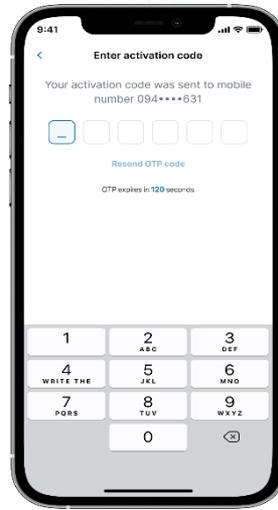 9:41
Enter activation code
Your activation code was sent to mobile
number 094••••631
Resend OTP code
OTP expires in 120 seconds
1 2 3
ABC DEF
4 5 6
WRITE THE JKL MNO
7 8 9
PQRS TUV WXYZ
0